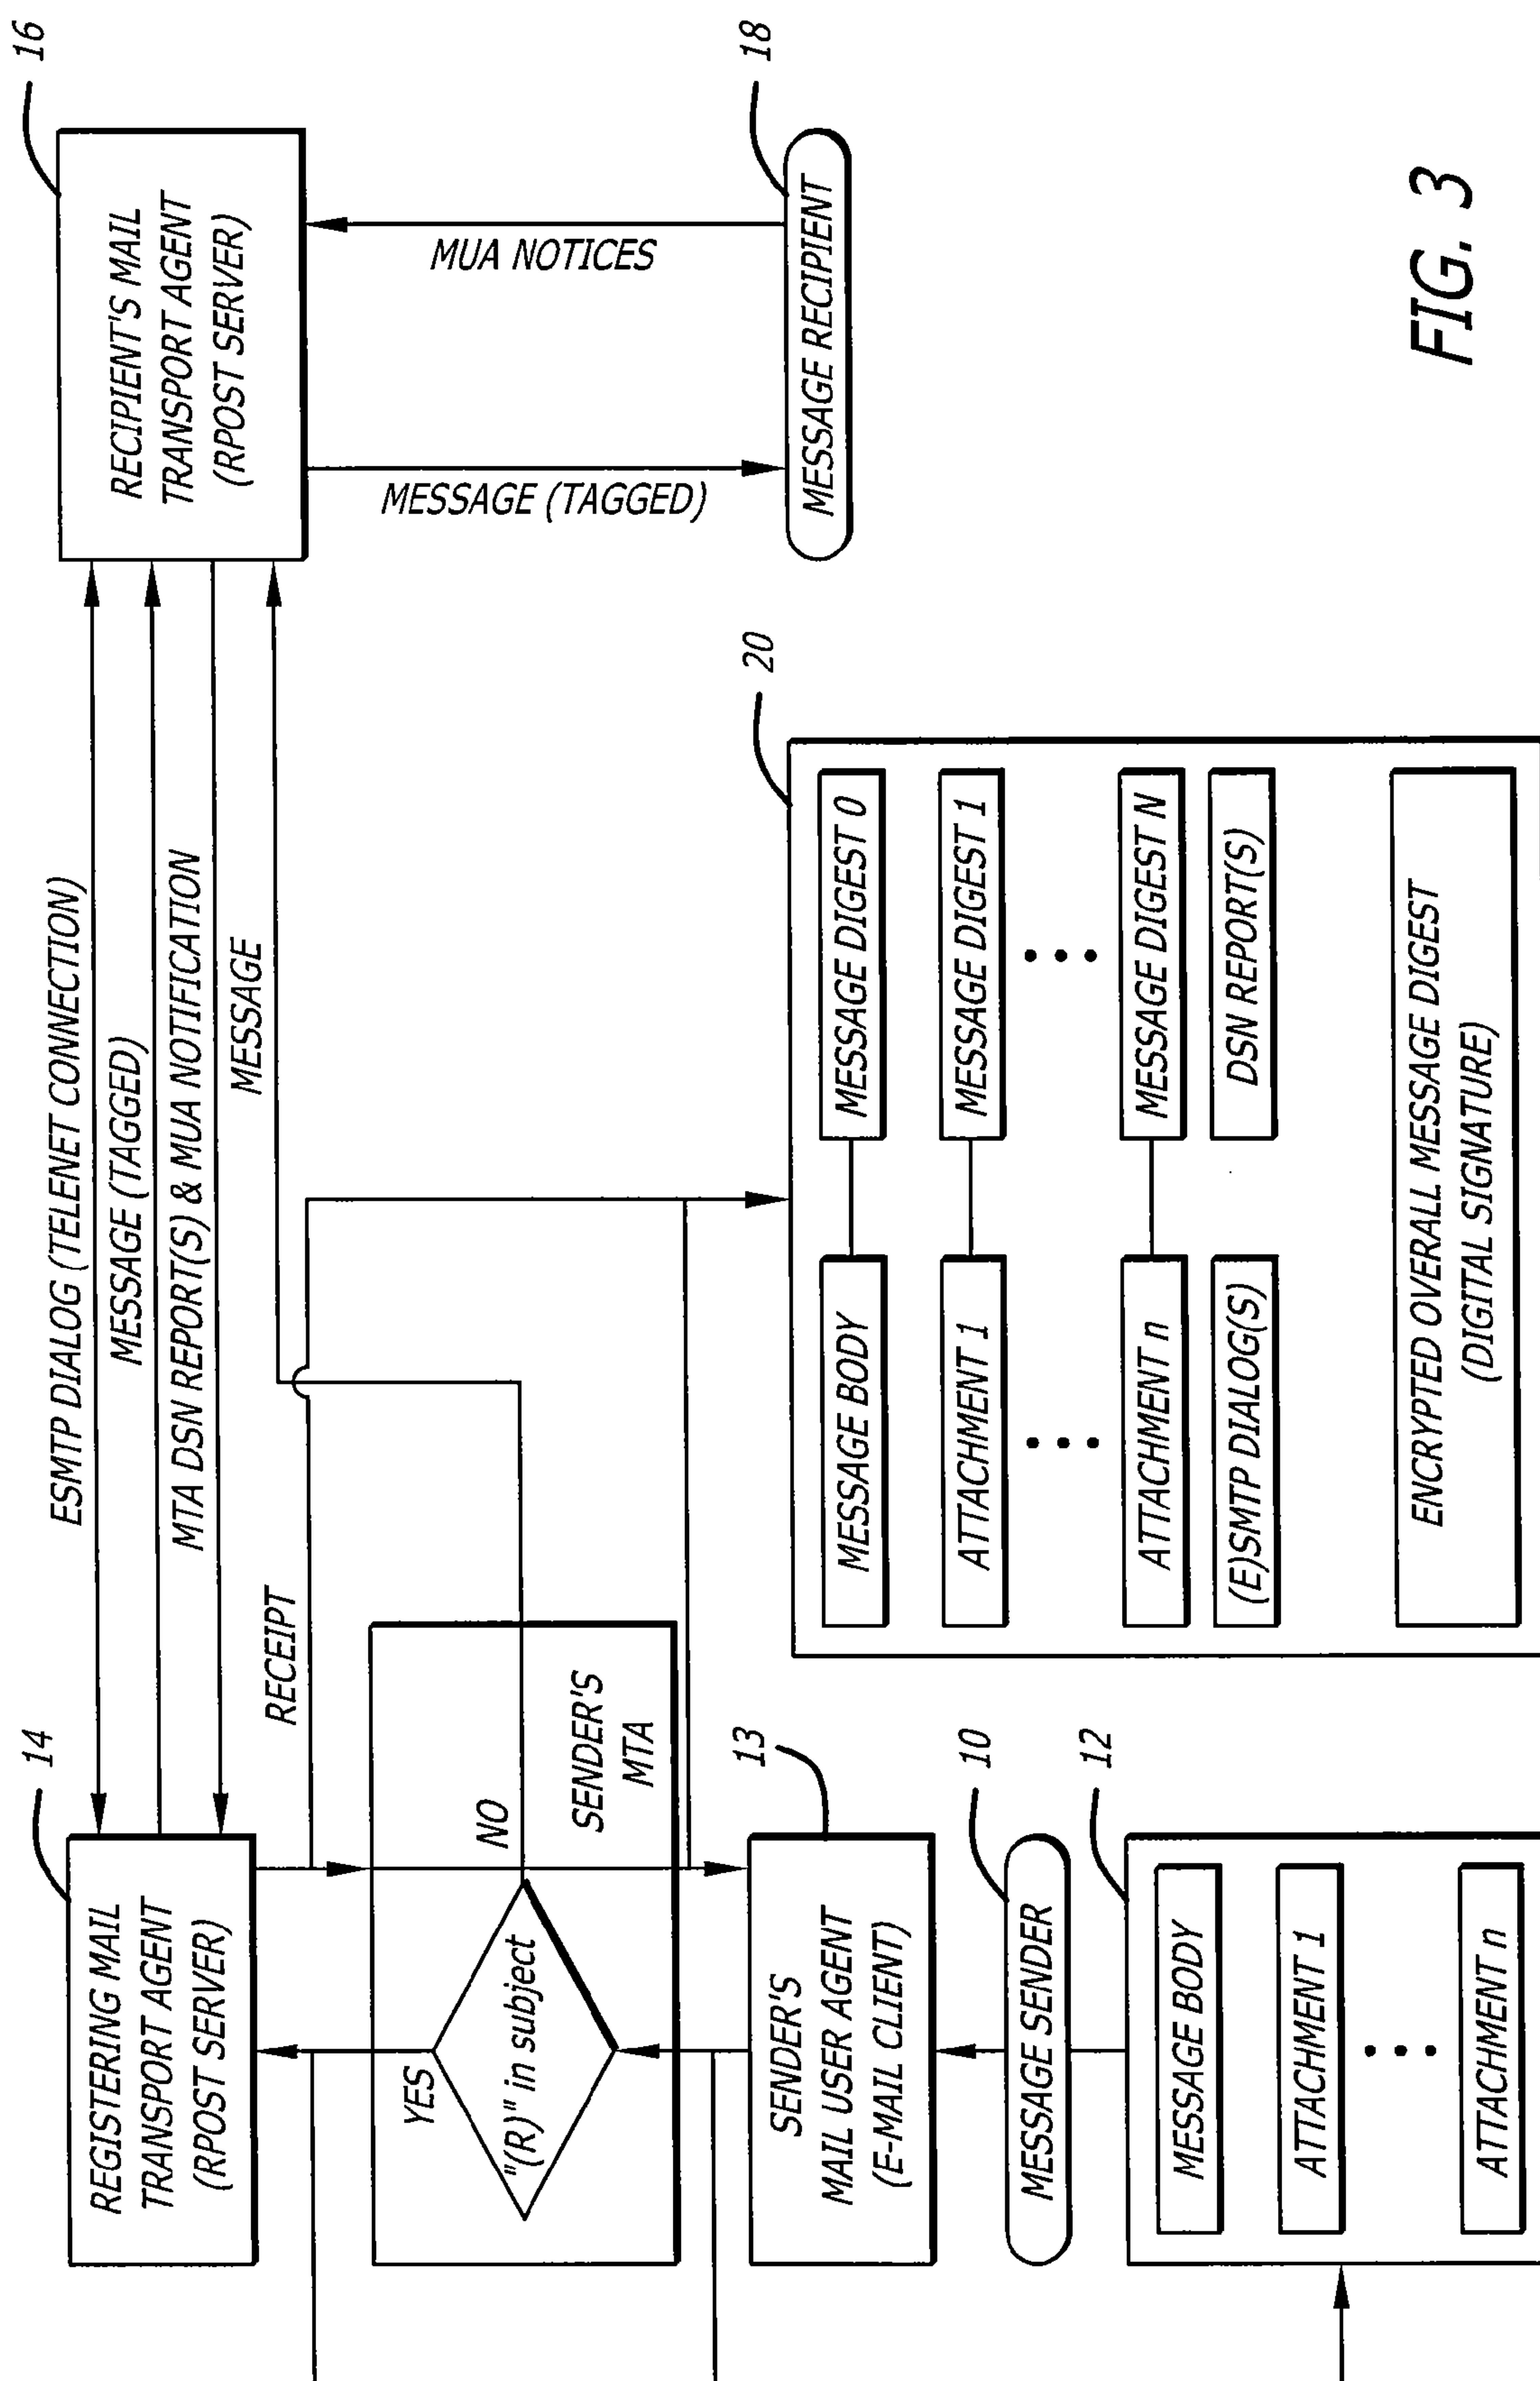 14
REGISTERING MAIL
TRANSPORT AGENT
(RPOST SERVER)
ESMTP DIALOG (TELENET CONNECTION)
MESSAGE (TAGGED)
MTA DSN REPORT(S) & MUA NOTIFICATION
MESSAGE
RECEIPT
16
RECIPIENT'S MAIL
TRANSPORT AGENT
(RPOST SERVER)
YES
"(R)" in subject
NO
SENDER'S
MTA
MESSAGE (TAGGED)
MUA NOTICES
13
SENDER'S
MAIL USER AGENT
(E-MAIL CLIENT)
18
MESSAGE RECIPIENT
10
MESSAGE SENDER
12
MESSAGE BODY
ATTACHMENT 1
ATTACHMENT n
20
MESSAGE BODY
MESSAGE DIGEST 0
ATTACHMENT 1
MESSAGE DIGEST 1
ATTACHMENT n
MESSAGE DIGEST N
(E)SMTP DIALOG(S)
DSN REPORT(S)
ENCRYPTED OVERALL MESSAGE DIGEST
(DIGITAL SIGNATURE)
FIG. 3